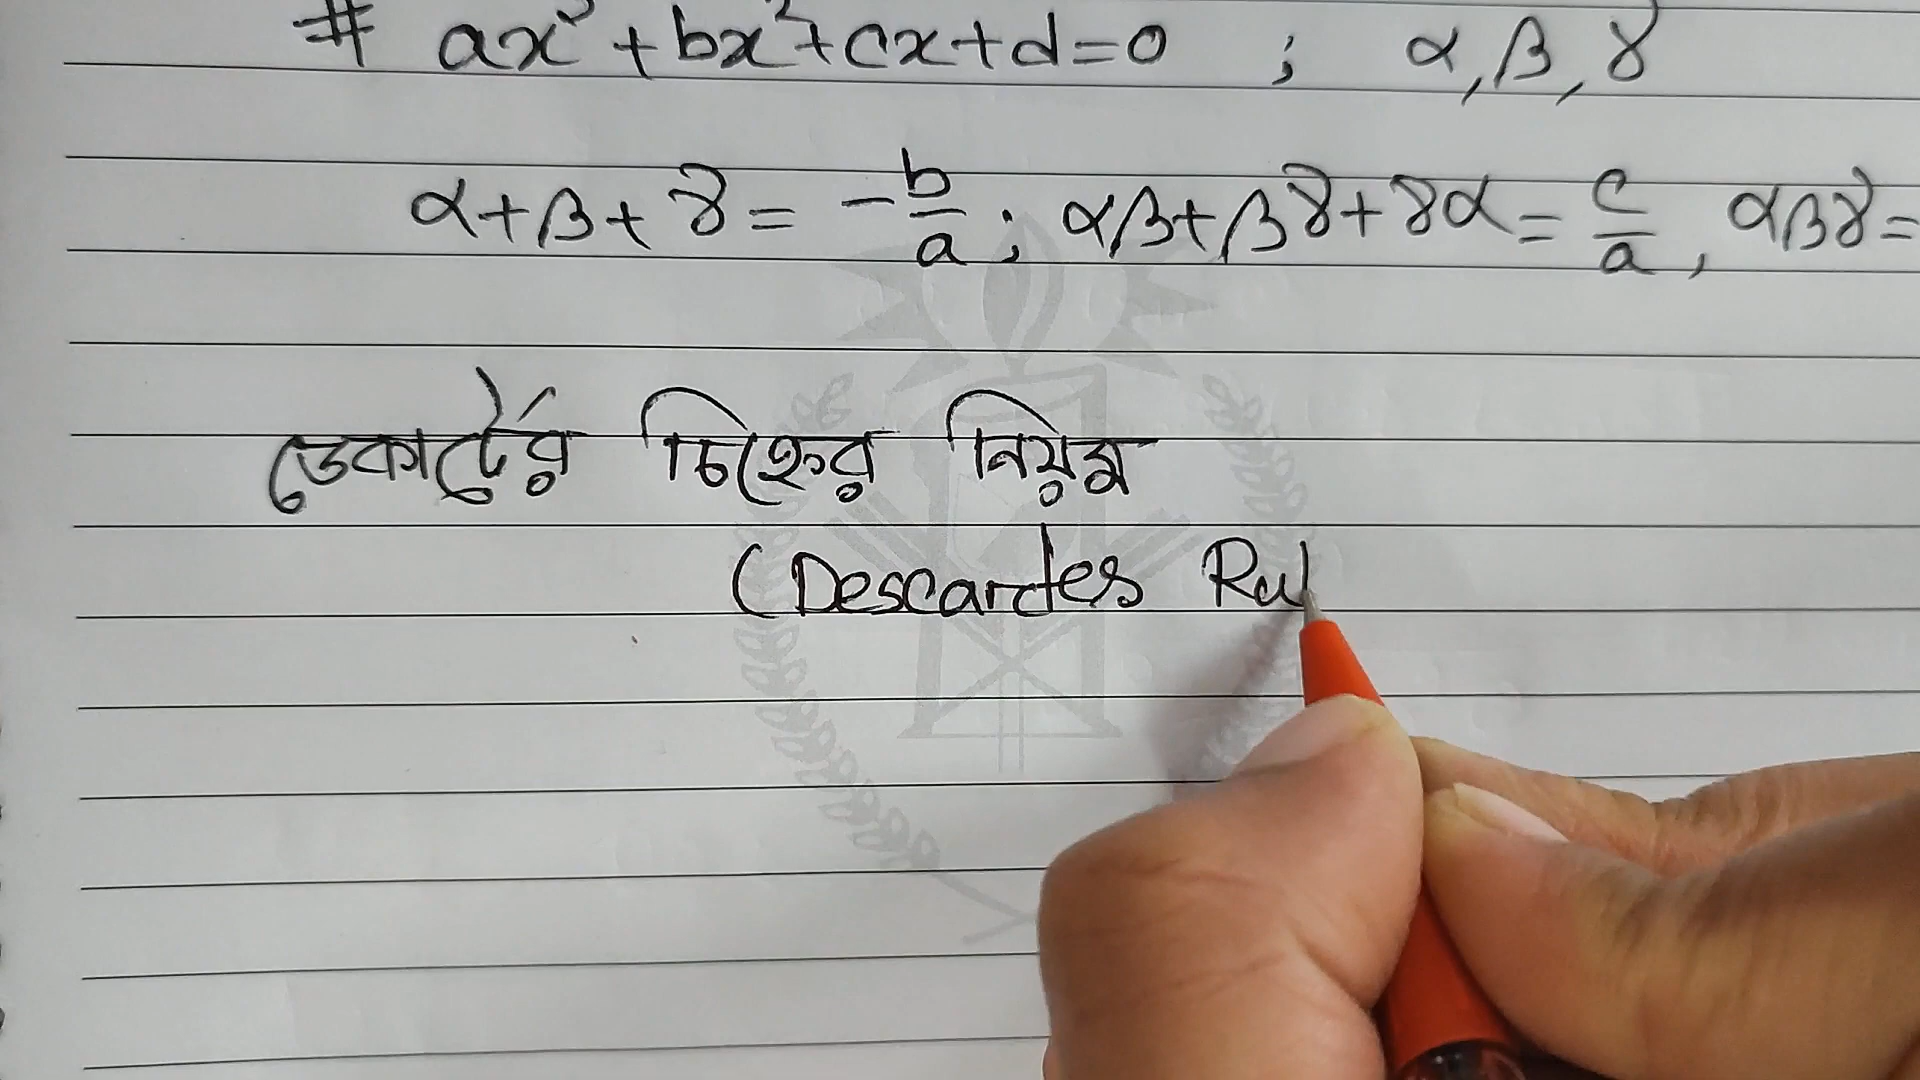 # ax³+bx²+cx+d=0 ; α, β, γ
α+β+γ= -b/a ; αβ+βγ+γα= c/a , αβγ=
ডেকার্টের চিহ্নের নিয়ম
(Descartes Rul